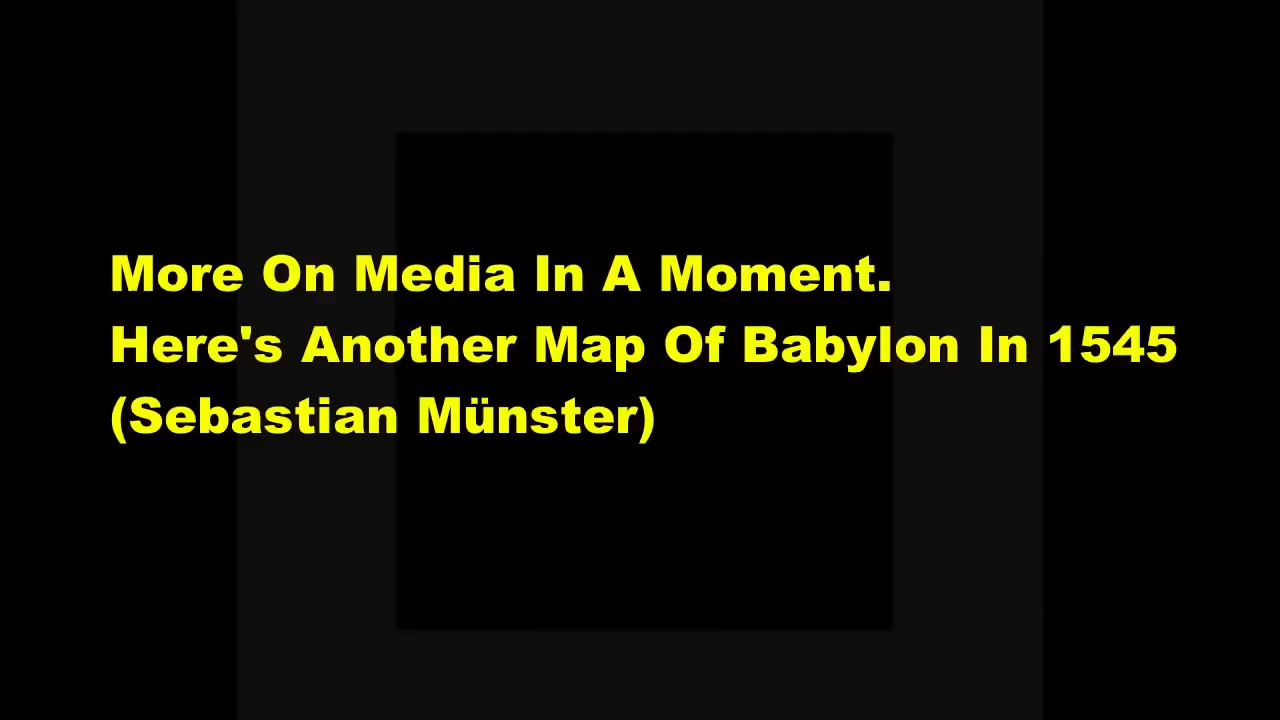 More On Media In A Moment.
Here's Another Map Of Babylon In 1545
(Sebastian Münster)